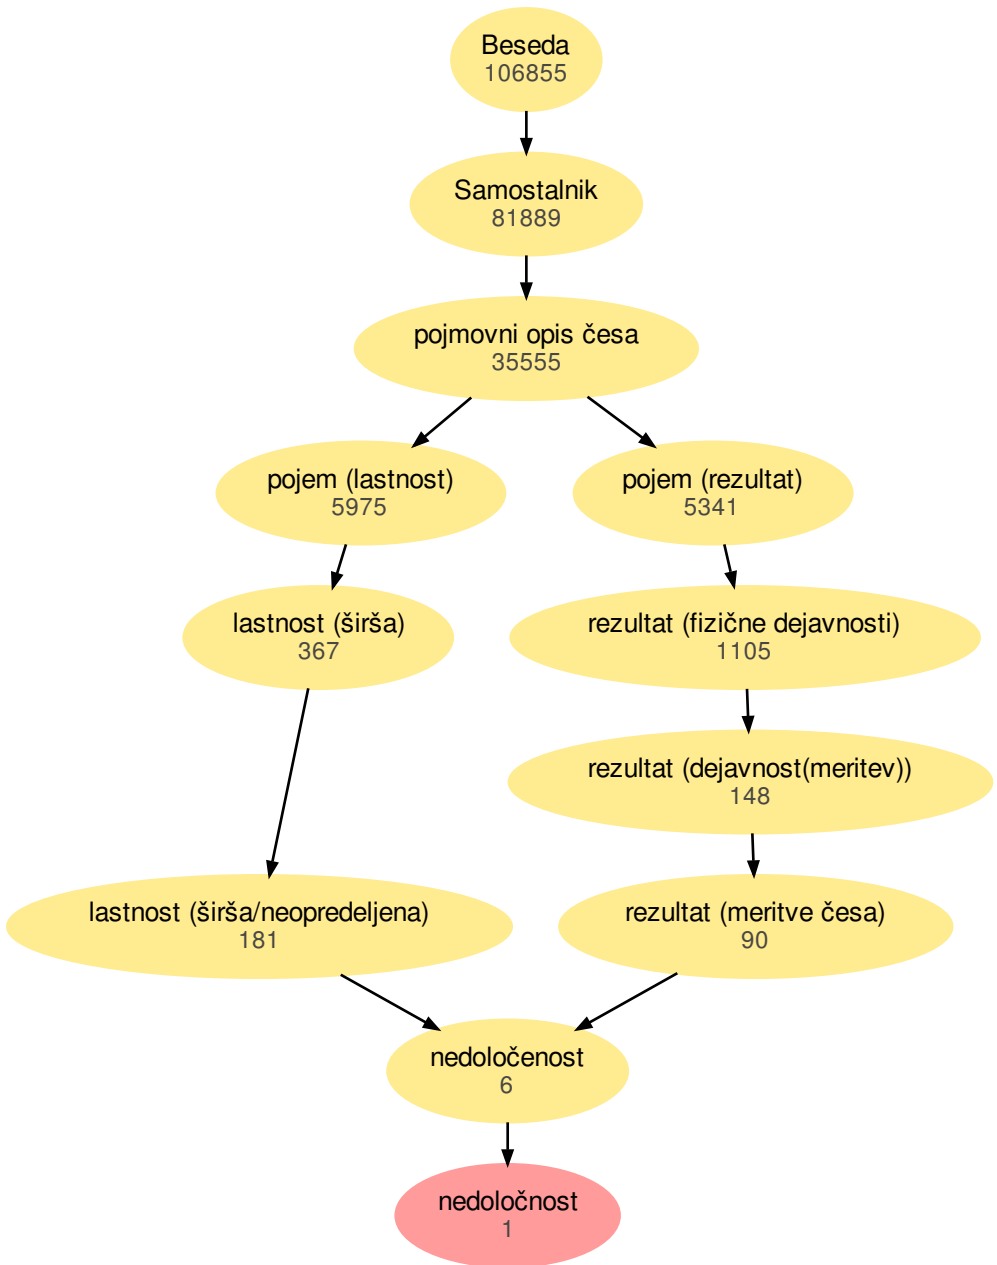 Beseda
106855
Samostalnik
81889
pojmovni opis česa
35555
pojem (lastnost)
5975
pojem (rezultat)
5341
lastnost (širša)
367
rezultat (fizične dejavnosti)
1105
rezultat (dejavnost(meritev))
148
lastnost (širša/neopredeljena)
181
rezultat (meritve česa)
90
nedoločenost
6
nedoločnost
1